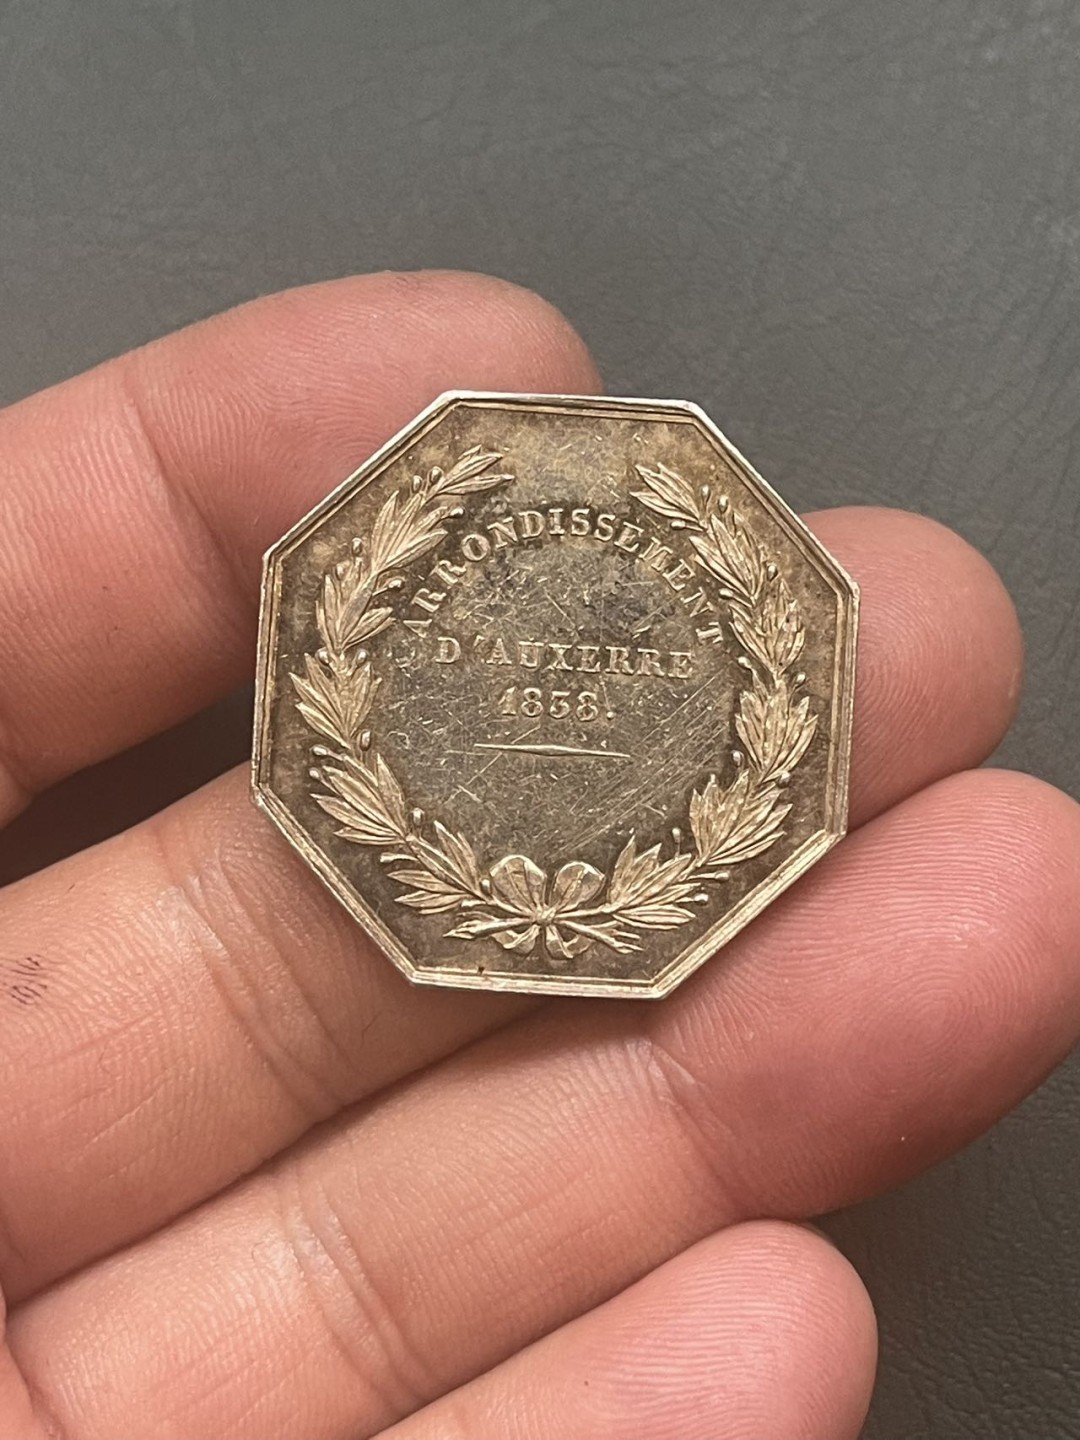 ARRONDISSEMENT
D'AUXERRE
1838.